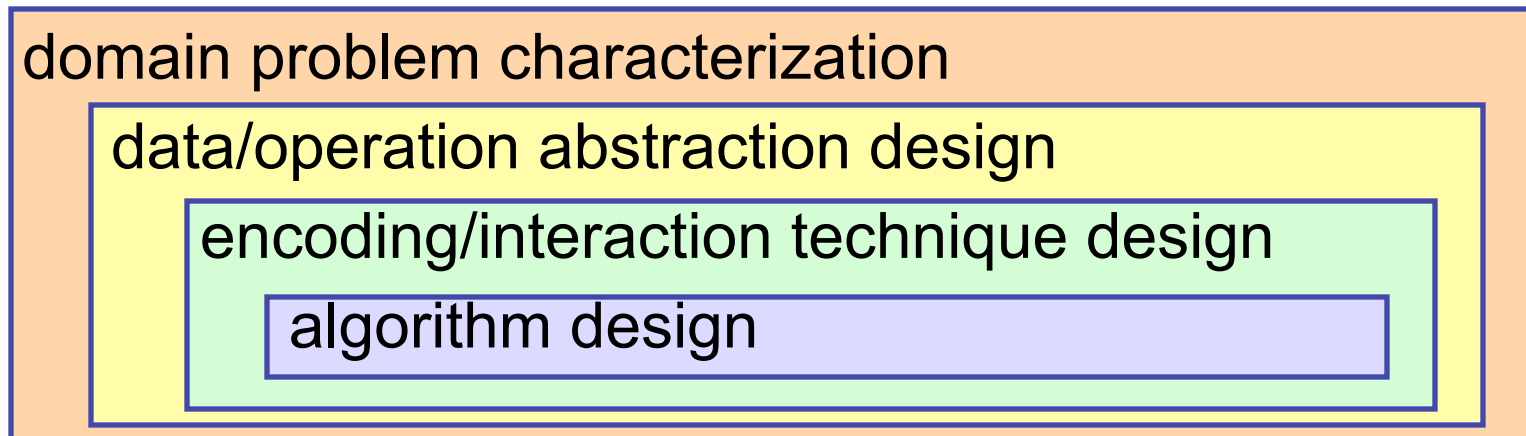 domain problem characterization
data/operation abstraction design
encoding/interaction technique design
algorithm design